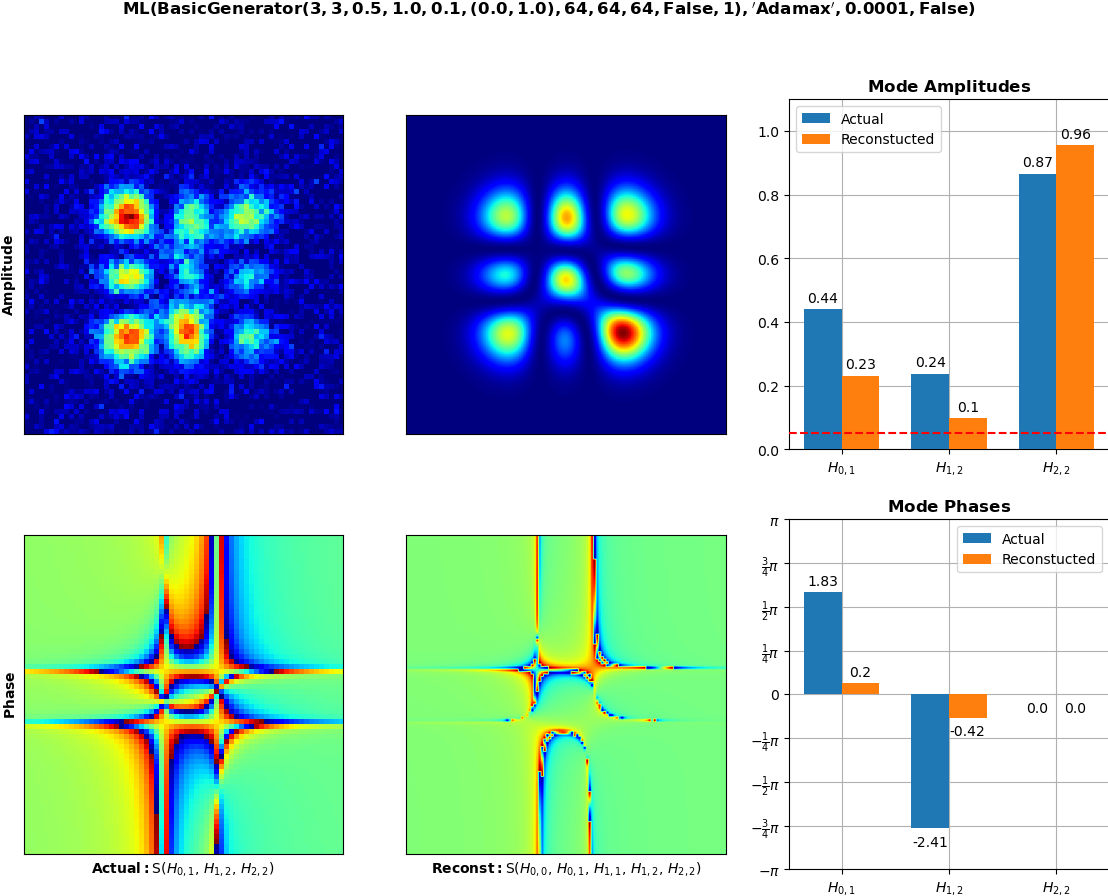 ML(BasicGenerator(3, 3, 0.5, 1.0, 0.1, (0.0, 1.0), 64, 64, 64, False, 1), ′Adamax′, 0.0001, False)
Amplitude
Mode Amplitudes
Actual
Reconstucted
1.0
0.8
0.6
0.4
0.2
0.0
0.44
0.23
0.24
0.1
0.87
0.96
H0, 1
H1, 2
H2, 2
Phase
Actual: S(H0, 1, H1, 2, H2, 2)
Reconst: S(H0, 0, H0, 1, H1, 1, H1, 2, H2, 2)
Mode Phases
Actual
Reconstucted
π
3/4π
1/2π
1/4π
0
−1/4π
−1/2π
−3/4π
−π
1.83
0.2
-2.41
-0.42
0.0
0.0
H0, 1
H1, 2
H2, 2